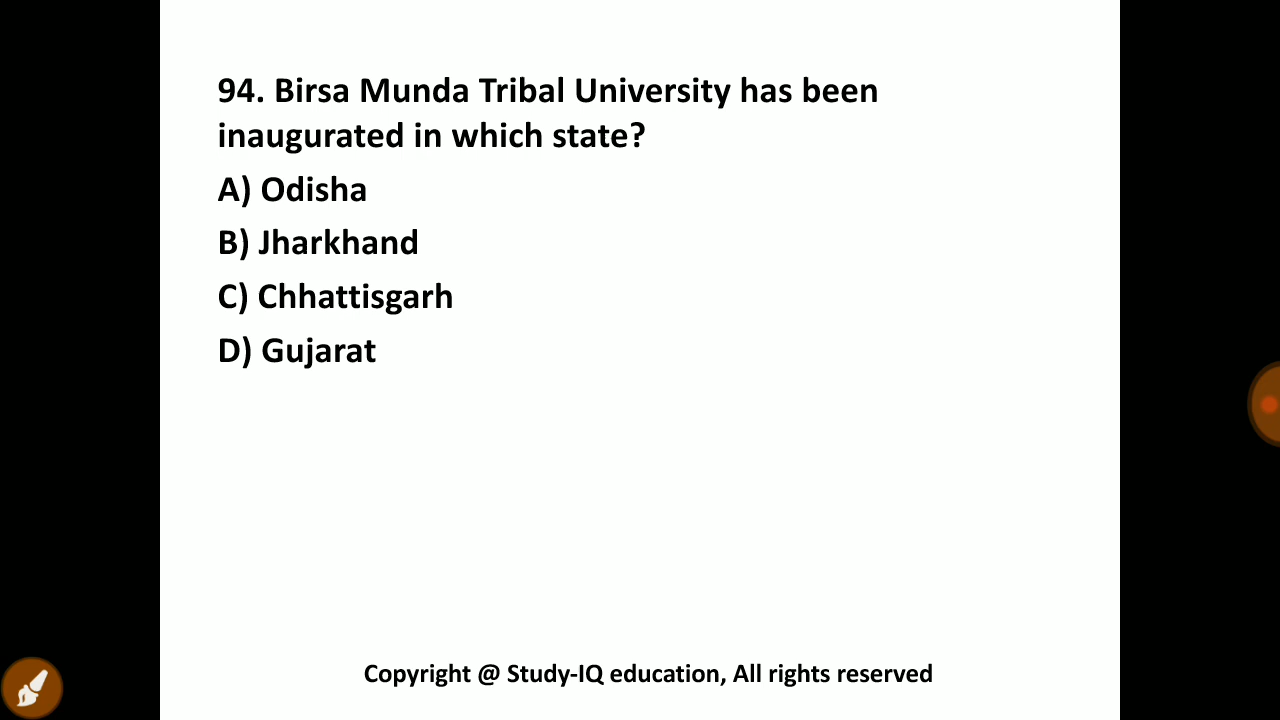 94. Birsa Munda Tribal University has been
inaugurated in which state?
A) Odisha
B) Jharkhand
C) Chhattisgarh
D) Gujarat
Copyright @ Study-IQ education, All rights reserved